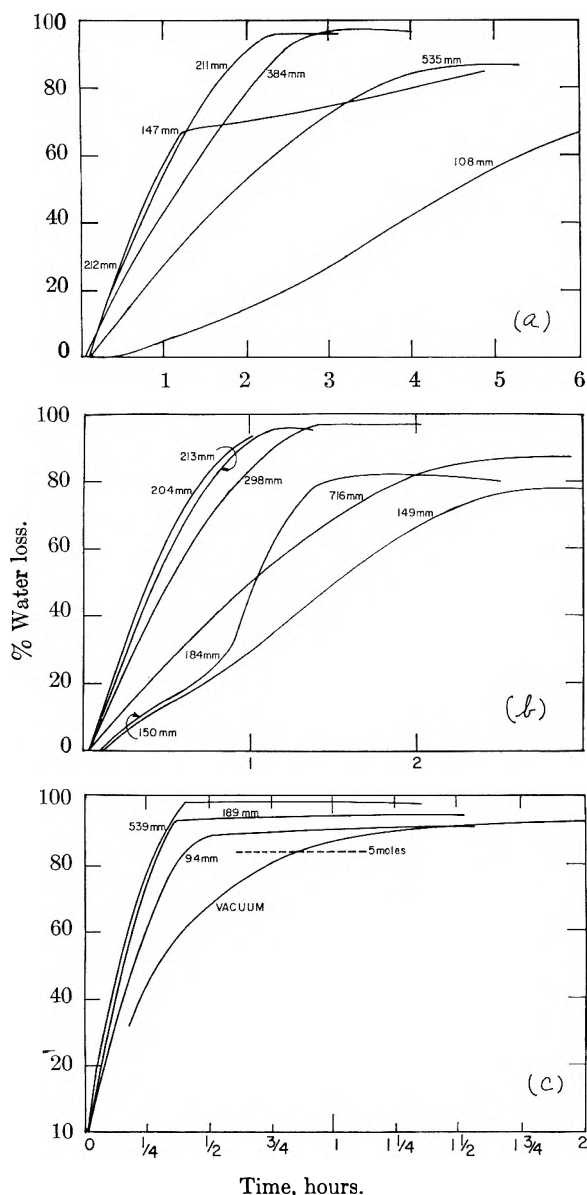 100
80
60
40
20
0
211mm
384mm
535mm
147mm
108mm
212mm
(a)
1 2 3 4 5 6
100
80
60
40
20
0
213mm
204mm
298mm
716mm
149mm
184mm
150mm
(b)
1 2
% Water loss.
100
80
60
40
20
10
539mm
189mm
94mm
5moles
VACUUM
(c)
0 1/4 1/2 3/4 1 1 1/4 1 1/2 1 3/4 2
Time, hours.